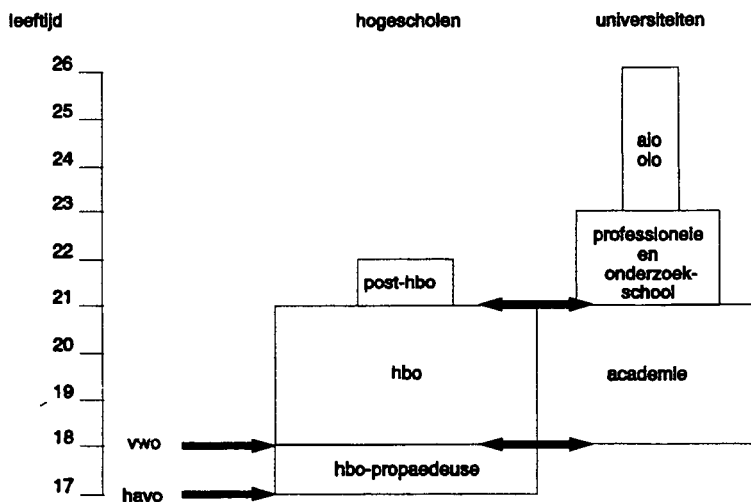 leeftijd
hogescholen
universiteiten
26
25
24
23
22
21
20
19
18
17
aio
oio
professionele
en
onderzoek-
school
post-hbo
hbo
academie
vwo
hbo-propaedeuse
havo